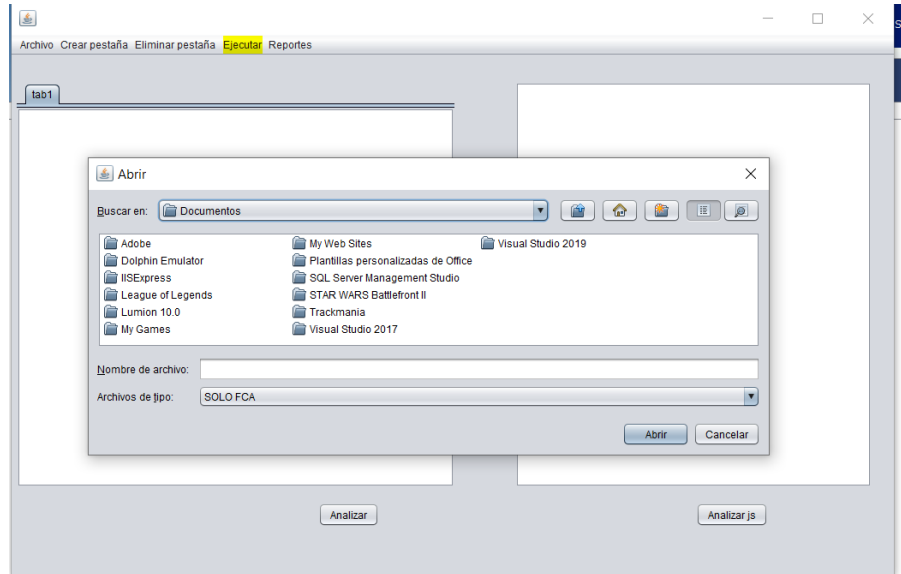 Archivo Crear pestaña Eliminar pestaña Ejecutar Reportes
tab1
Abrir
Buscar en: Documentos
Adobe My Web Sites Visual Studio 2019
Dolphin Emulator Plantillas personalizadas de Office
IISExpress SQL Server Management Studio
League of Legends STAR WARS Battlefront II
Lumion 10.0 Trackmania
My Games Visual Studio 2017
Nombre de archivo:
Archivos de tipo: SOLO FCA
Abrir Cancelar
Analizar Analizar js